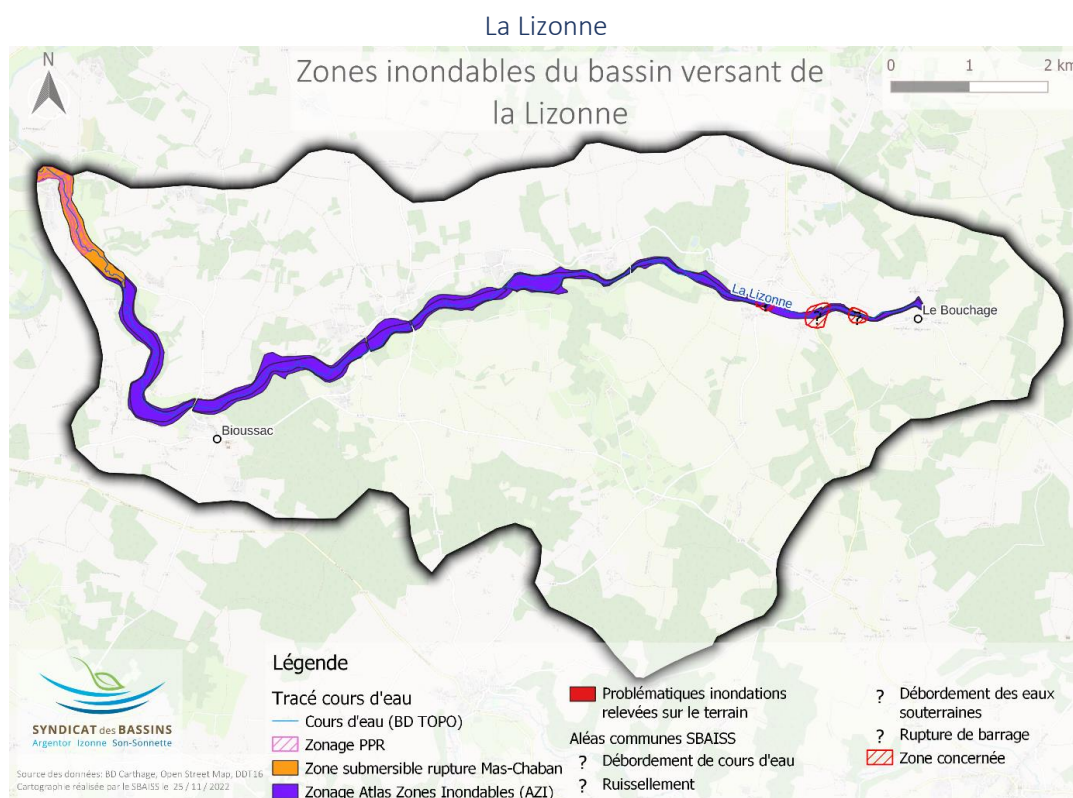 La Lizonne
N
Zones inondables du bassin versant de
la Lizonne
0 1 2 km
La Lizonne
?
?
?
Le Bouchage
Bioussac
Légende
Tracé cours d'eau
Cours d'eau (BD TOPO)
Zonage PPR
Zone submersible rupture Mas-Chaban
Zonage Atlas Zones Inondables (AZI)
Problématiques inondations
relevées sur le terrain
Aléas communes SBAISS
? Débordement de cours d'eau
? Ruissellement
? Débordement des eaux
souterraines
? Rupture de barrage
Zone concernée
SYNDICAT des BASSINS
Argentor Izonne Son-Sonnette
Source des données: BD Carthage, Open Street Map, DDT16
Cartographie réalisée par le SBAISS le 25 / 11 / 2022